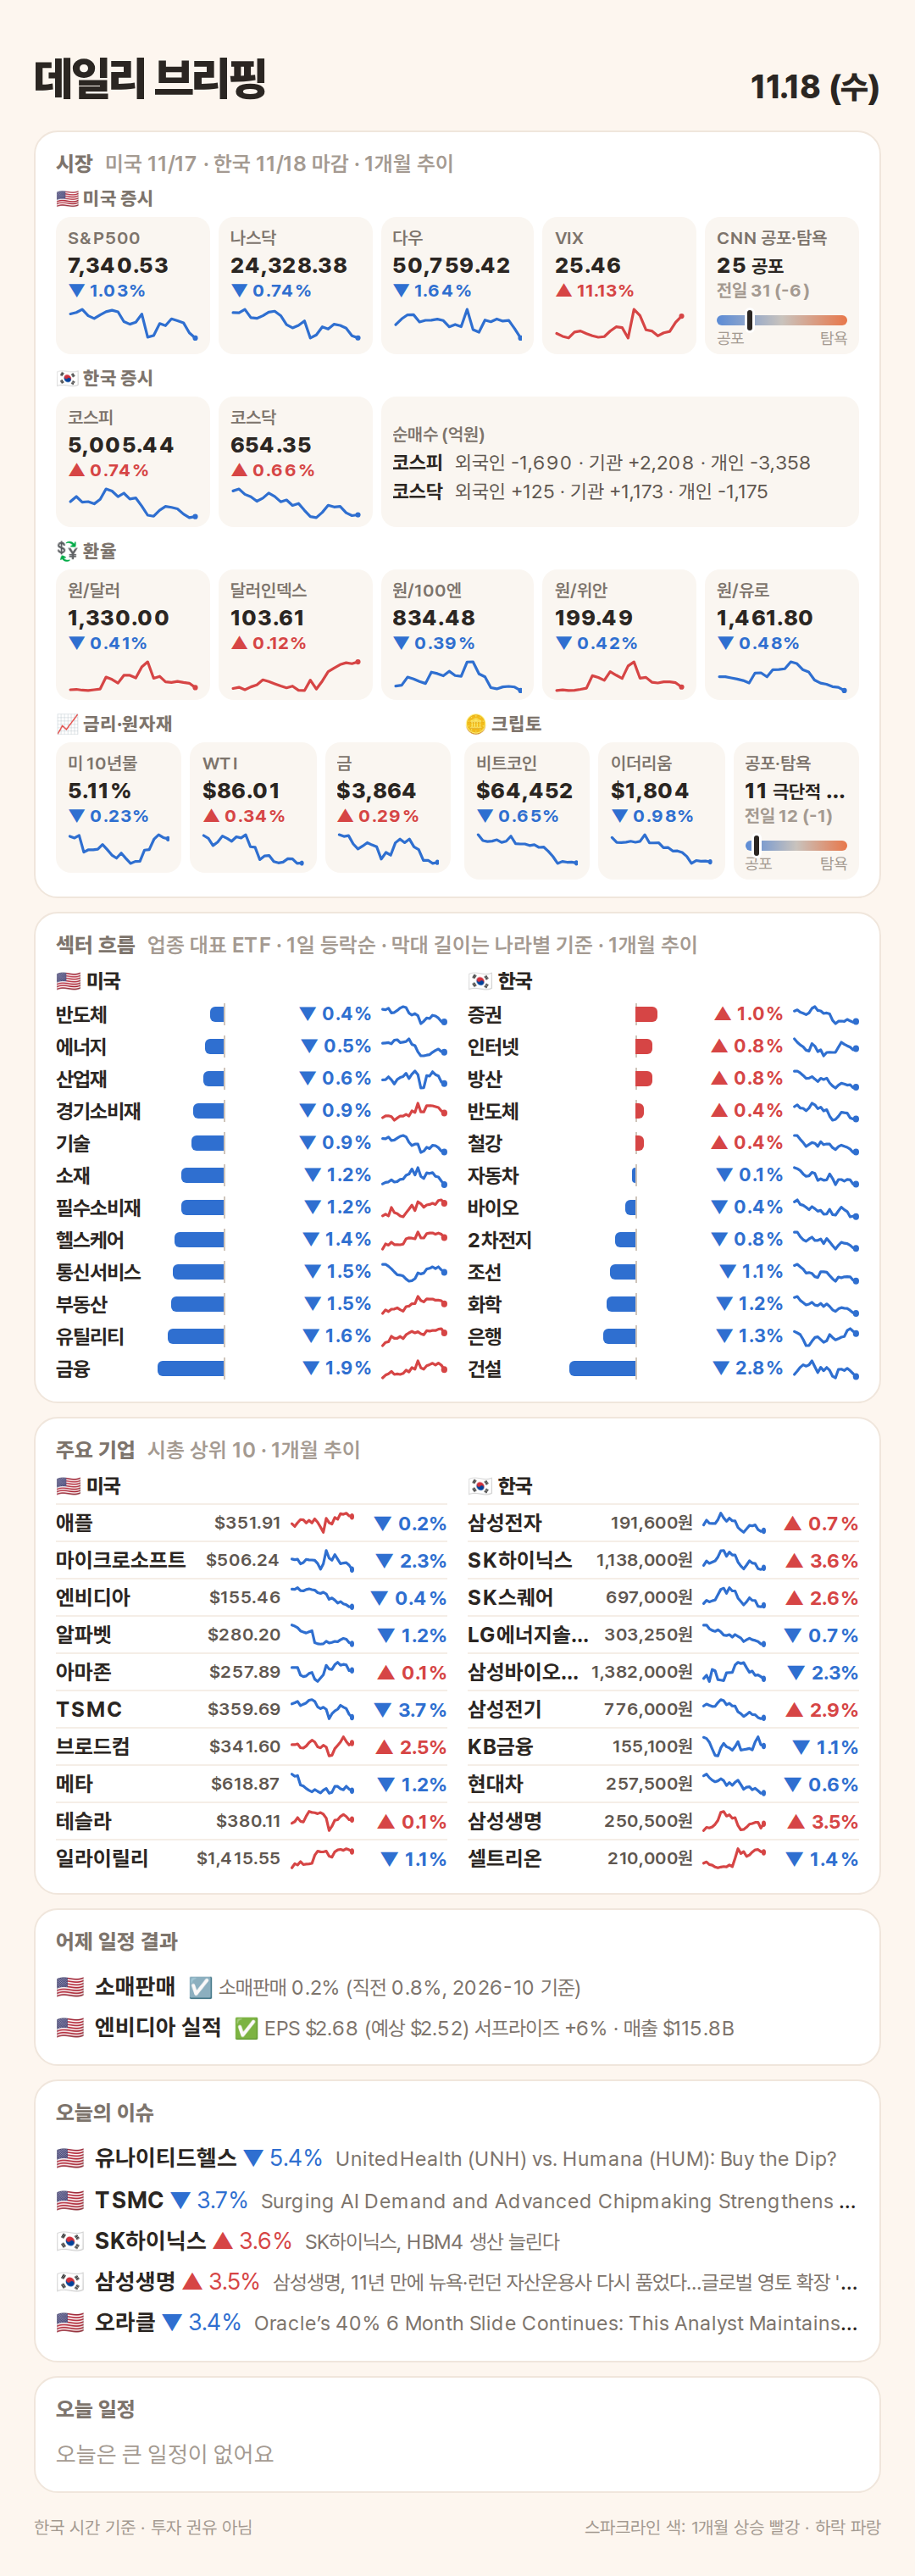 데일리 브리핑
11.18 (수)
시장 미국 11/17 · 한국 11/18 마감 · 1개월 추이
🇺🇸 미국 증시
S&P500 나스닥 다우 VIX CNN 공포·탐욕
7,340.53 24,328.38 50,759.42 25.46 25 공포
▼ 1.03% ▼ 0.74% ▼ 1.64% ▲ 11.13% 전일 31 (-6)
공포 탐욕
🇰🇷 한국 증시
코스피 코스닥
5,005.44 654.35
▲ 0.74% ▲ 0.66%
순매수 (억원)
코스피 외국인 -1,690 · 기관 +2,208 · 개인 -3,358
코스닥 외국인 +125 · 기관 +1,173 · 개인 -1,175
💱 환율
원/달러 달러인덱스 원/100엔 원/위안 원/유로
1,330.00 103.61 834.48 199.49 1,461.80
▼ 0.41% ▲ 0.12% ▼ 0.39% ▼ 0.42% ▼ 0.48%
📈 금리·원자재
미 10년물 WTI 금
5.11% $86.01 $3,864
▼ 0.23% ▲ 0.34% ▲ 0.29%
🪙 크립토
비트코인 이더리움 공포·탐욕
$64,452 $1,804 11 극단적 ...
▼ 0.65% ▼ 0.98% 전일 12 (-1)
공포 탐욕
섹터 흐름 업종 대표 ETF · 1일 등락순 · 막대 길이는 나라별 기준 · 1개월 추이
🇺🇸 미국
반도체 ▼ 0.4%
에너지 ▼ 0.5%
산업재 ▼ 0.6%
경기소비재 ▼ 0.9%
기술 ▼ 0.9%
소재 ▼ 1.2%
필수소비재 ▼ 1.2%
헬스케어 ▼ 1.4%
통신서비스 ▼ 1.5%
부동산 ▼ 1.5%
유틸리티 ▼ 1.6%
금융 ▼ 1.9%
🇰🇷 한국
증권 ▲ 1.0%
인터넷 ▲ 0.8%
방산 ▲ 0.8%
반도체 ▲ 0.4%
철강 ▲ 0.4%
자동차 ▼ 0.1%
바이오 ▼ 0.4%
2차전지 ▼ 0.8%
조선 ▼ 1.1%
화학 ▼ 1.2%
은행 ▼ 1.3%
건설 ▼ 2.8%
주요 기업 시총 상위 10 · 1개월 추이
🇺🇸 미국
애플 $351.91 ▼ 0.2%
마이크로소프트 $506.24 ▼ 2.3%
엔비디아 $155.46 ▼ 0.4%
알파벳 $280.20 ▼ 1.2%
아마존 $257.89 ▲ 0.1%
TSMC $359.69 ▼ 3.7%
브로드컴 $341.60 ▲ 2.5%
메타 $618.87 ▼ 1.2%
테슬라 $380.11 ▲ 0.1%
일라이릴리 $1,415.55 ▼ 1.1%
🇰🇷 한국
삼성전자 191,600원 ▲ 0.7%
SK하이닉스 1,138,000원 ▲ 3.6%
SK스퀘어 697,000원 ▲ 2.6%
LG에너지솔... 303,250원 ▼ 0.7%
삼성바이오... 1,382,000원 ▼ 2.3%
삼성전기 776,000원 ▲ 2.9%
KB금융 155,100원 ▼ 1.1%
현대차 257,500원 ▼ 0.6%
삼성생명 250,500원 ▲ 3.5%
셀트리온 210,000원 ▼ 1.4%
어제 일정 결과
🇺🇸 소매판매 ☑️ 소매판매 0.2% (직전 0.8%, 2026-10 기준)
🇺🇸 엔비디아 실적 ✅ EPS $2.68 (예상 $2.52) 서프라이즈 +6% · 매출 $115.8B
오늘의 이슈
🇺🇸 유나이티드헬스 ▼ 5.4% UnitedHealth (UNH) vs. Humana (HUM): Buy the Dip?
🇺🇸 TSMC ▼ 3.7% Surging AI Demand and Advanced Chipmaking Strengthens ...
🇰🇷 SK하이닉스 ▲ 3.6% SK하이닉스, HBM4 생산 늘린다
🇰🇷 삼성생명 ▲ 3.5% 삼성생명, 11년 만에 뉴욕·런던 자산운용사 다시 품었다...글로벌 영토 확장 '...
🇺🇸 오라클 ▼ 3.4% Oracle’s 40% 6 Month Slide Continues: This Analyst Maintains...
오늘 일정
오늘은 큰 일정이 없어요
한국 시간 기준 · 투자 권유 아님
스파크라인 색: 1개월 상승 빨강 · 하락 파랑